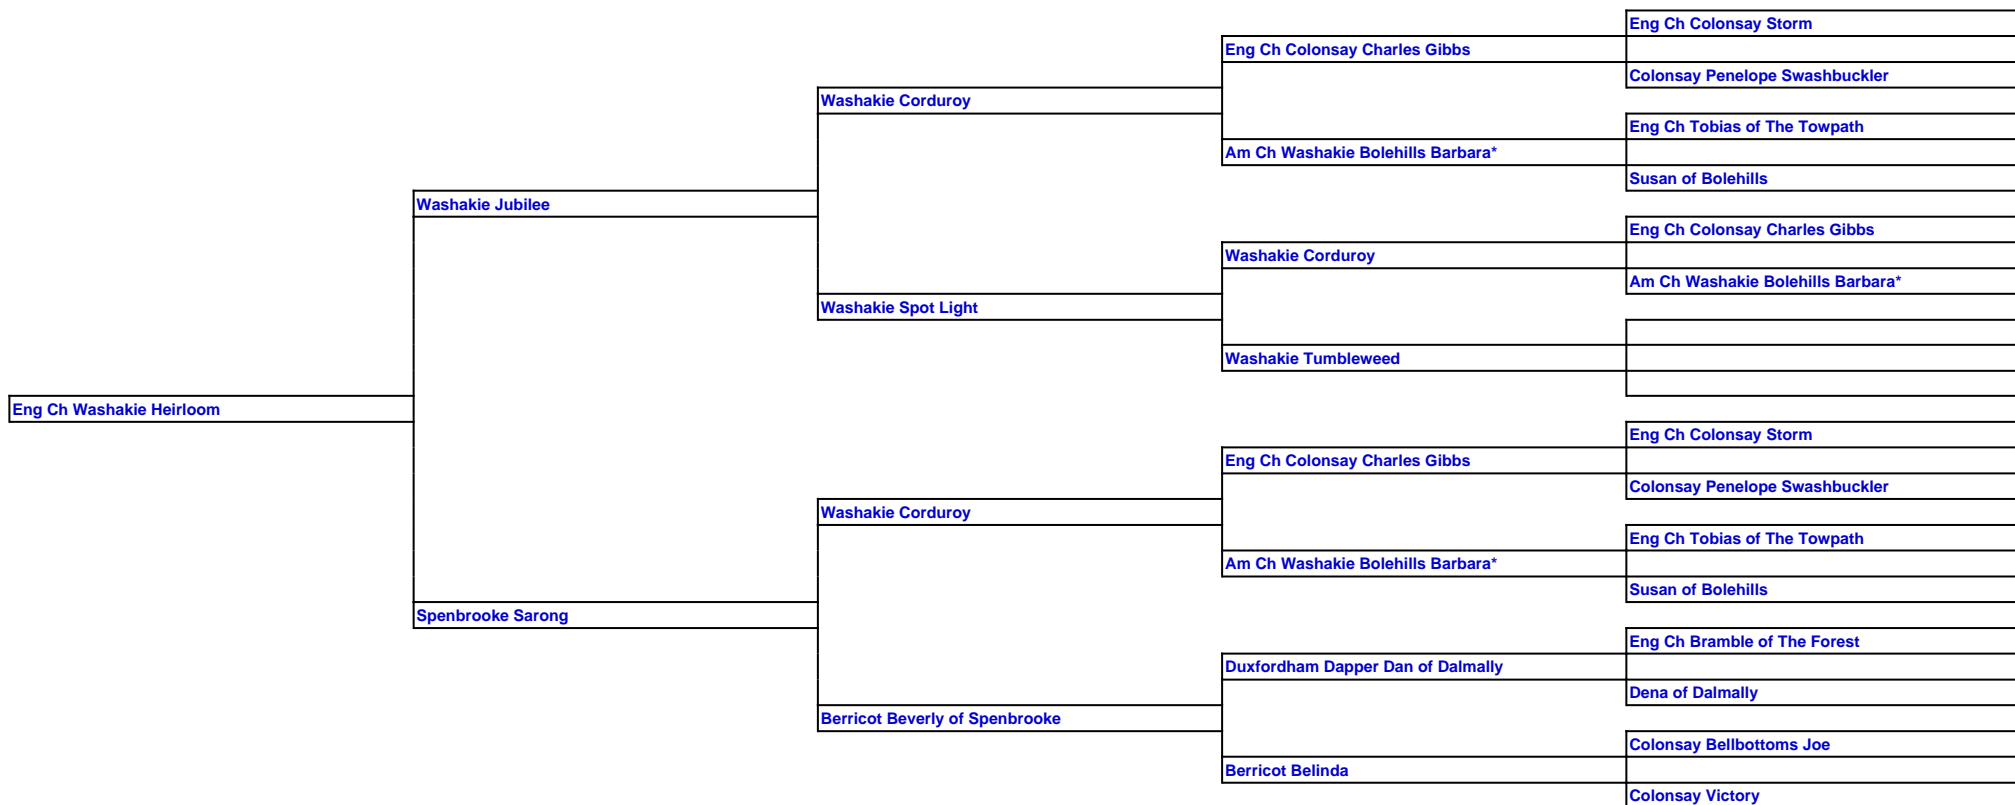 Eng Ch Colonsay Storm
Eng Ch Colonsay Charles Gibbs
Colonsay Penelope Swashbuckler
Washakie Corduroy
Eng Ch Tobias of The Towpath
Am Ch Washakie Bolehills Barbara*
Susan of Bolehills
Washakie Jubilee
Eng Ch Colonsay Charles Gibbs
Washakie Corduroy
Am Ch Washakie Bolehills Barbara*
Washakie Spot Light
Washakie Tumbleweed
Eng Ch Washakie Heirloom
Eng Ch Colonsay Storm
Eng Ch Colonsay Charles Gibbs
Colonsay Penelope Swashbuckler
Washakie Corduroy
Eng Ch Tobias of The Towpath
Am Ch Washakie Bolehills Barbara*
Susan of Bolehills
Spenbrooke Sarong
Eng Ch Bramble of The Forest
Duxfordham Dapper Dan of Dalmally
Dena of Dalmally
Berricot Beverly of Spenbrooke
Colonsay Bellbottoms Joe
Berricot Belinda
Colonsay Victory